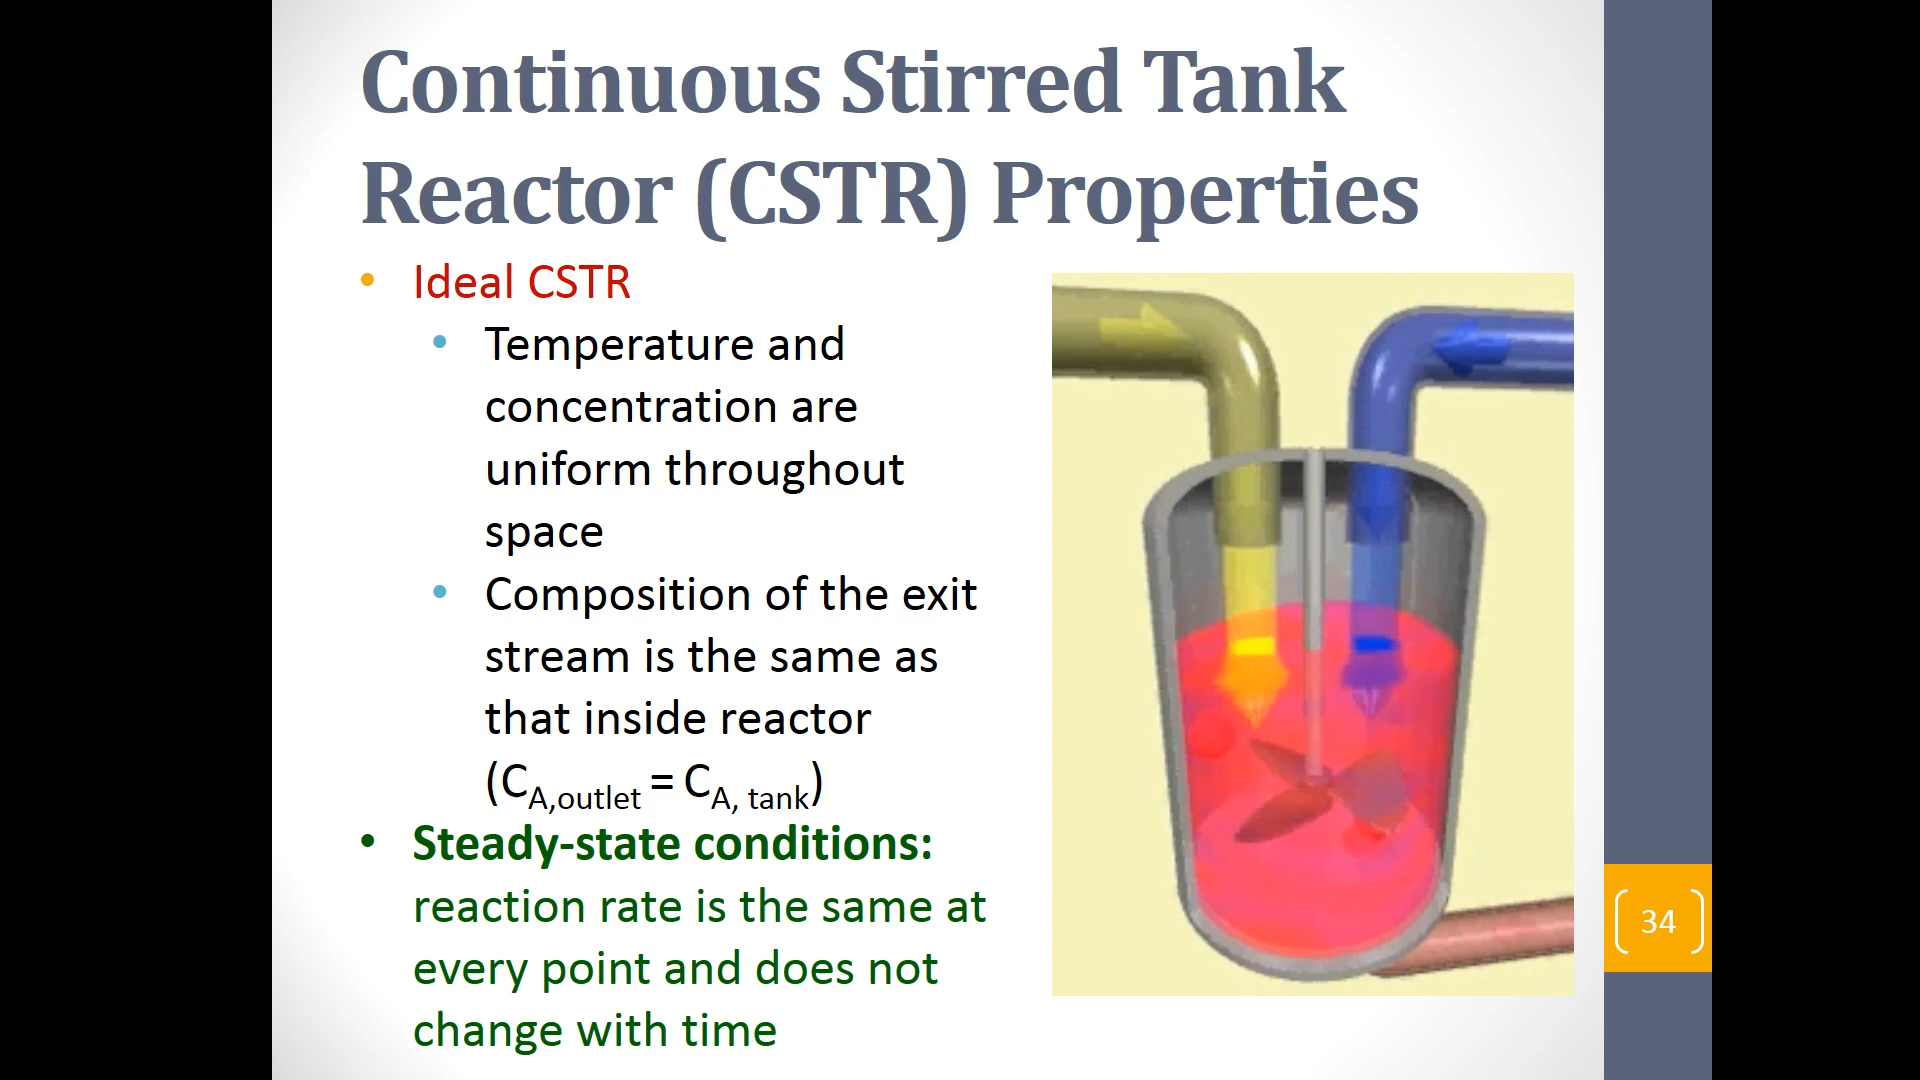 Continuous Stirred Tank
Reactor (CSTR) Properties
• Ideal CSTR
• Temperature and
concentration are
uniform throughout
space
• Composition of the exit
stream is the same as
that inside reactor
(C_A,outlet = C_A, tank)
• Steady-state conditions:
reaction rate is the same at
every point and does not
change with time
34